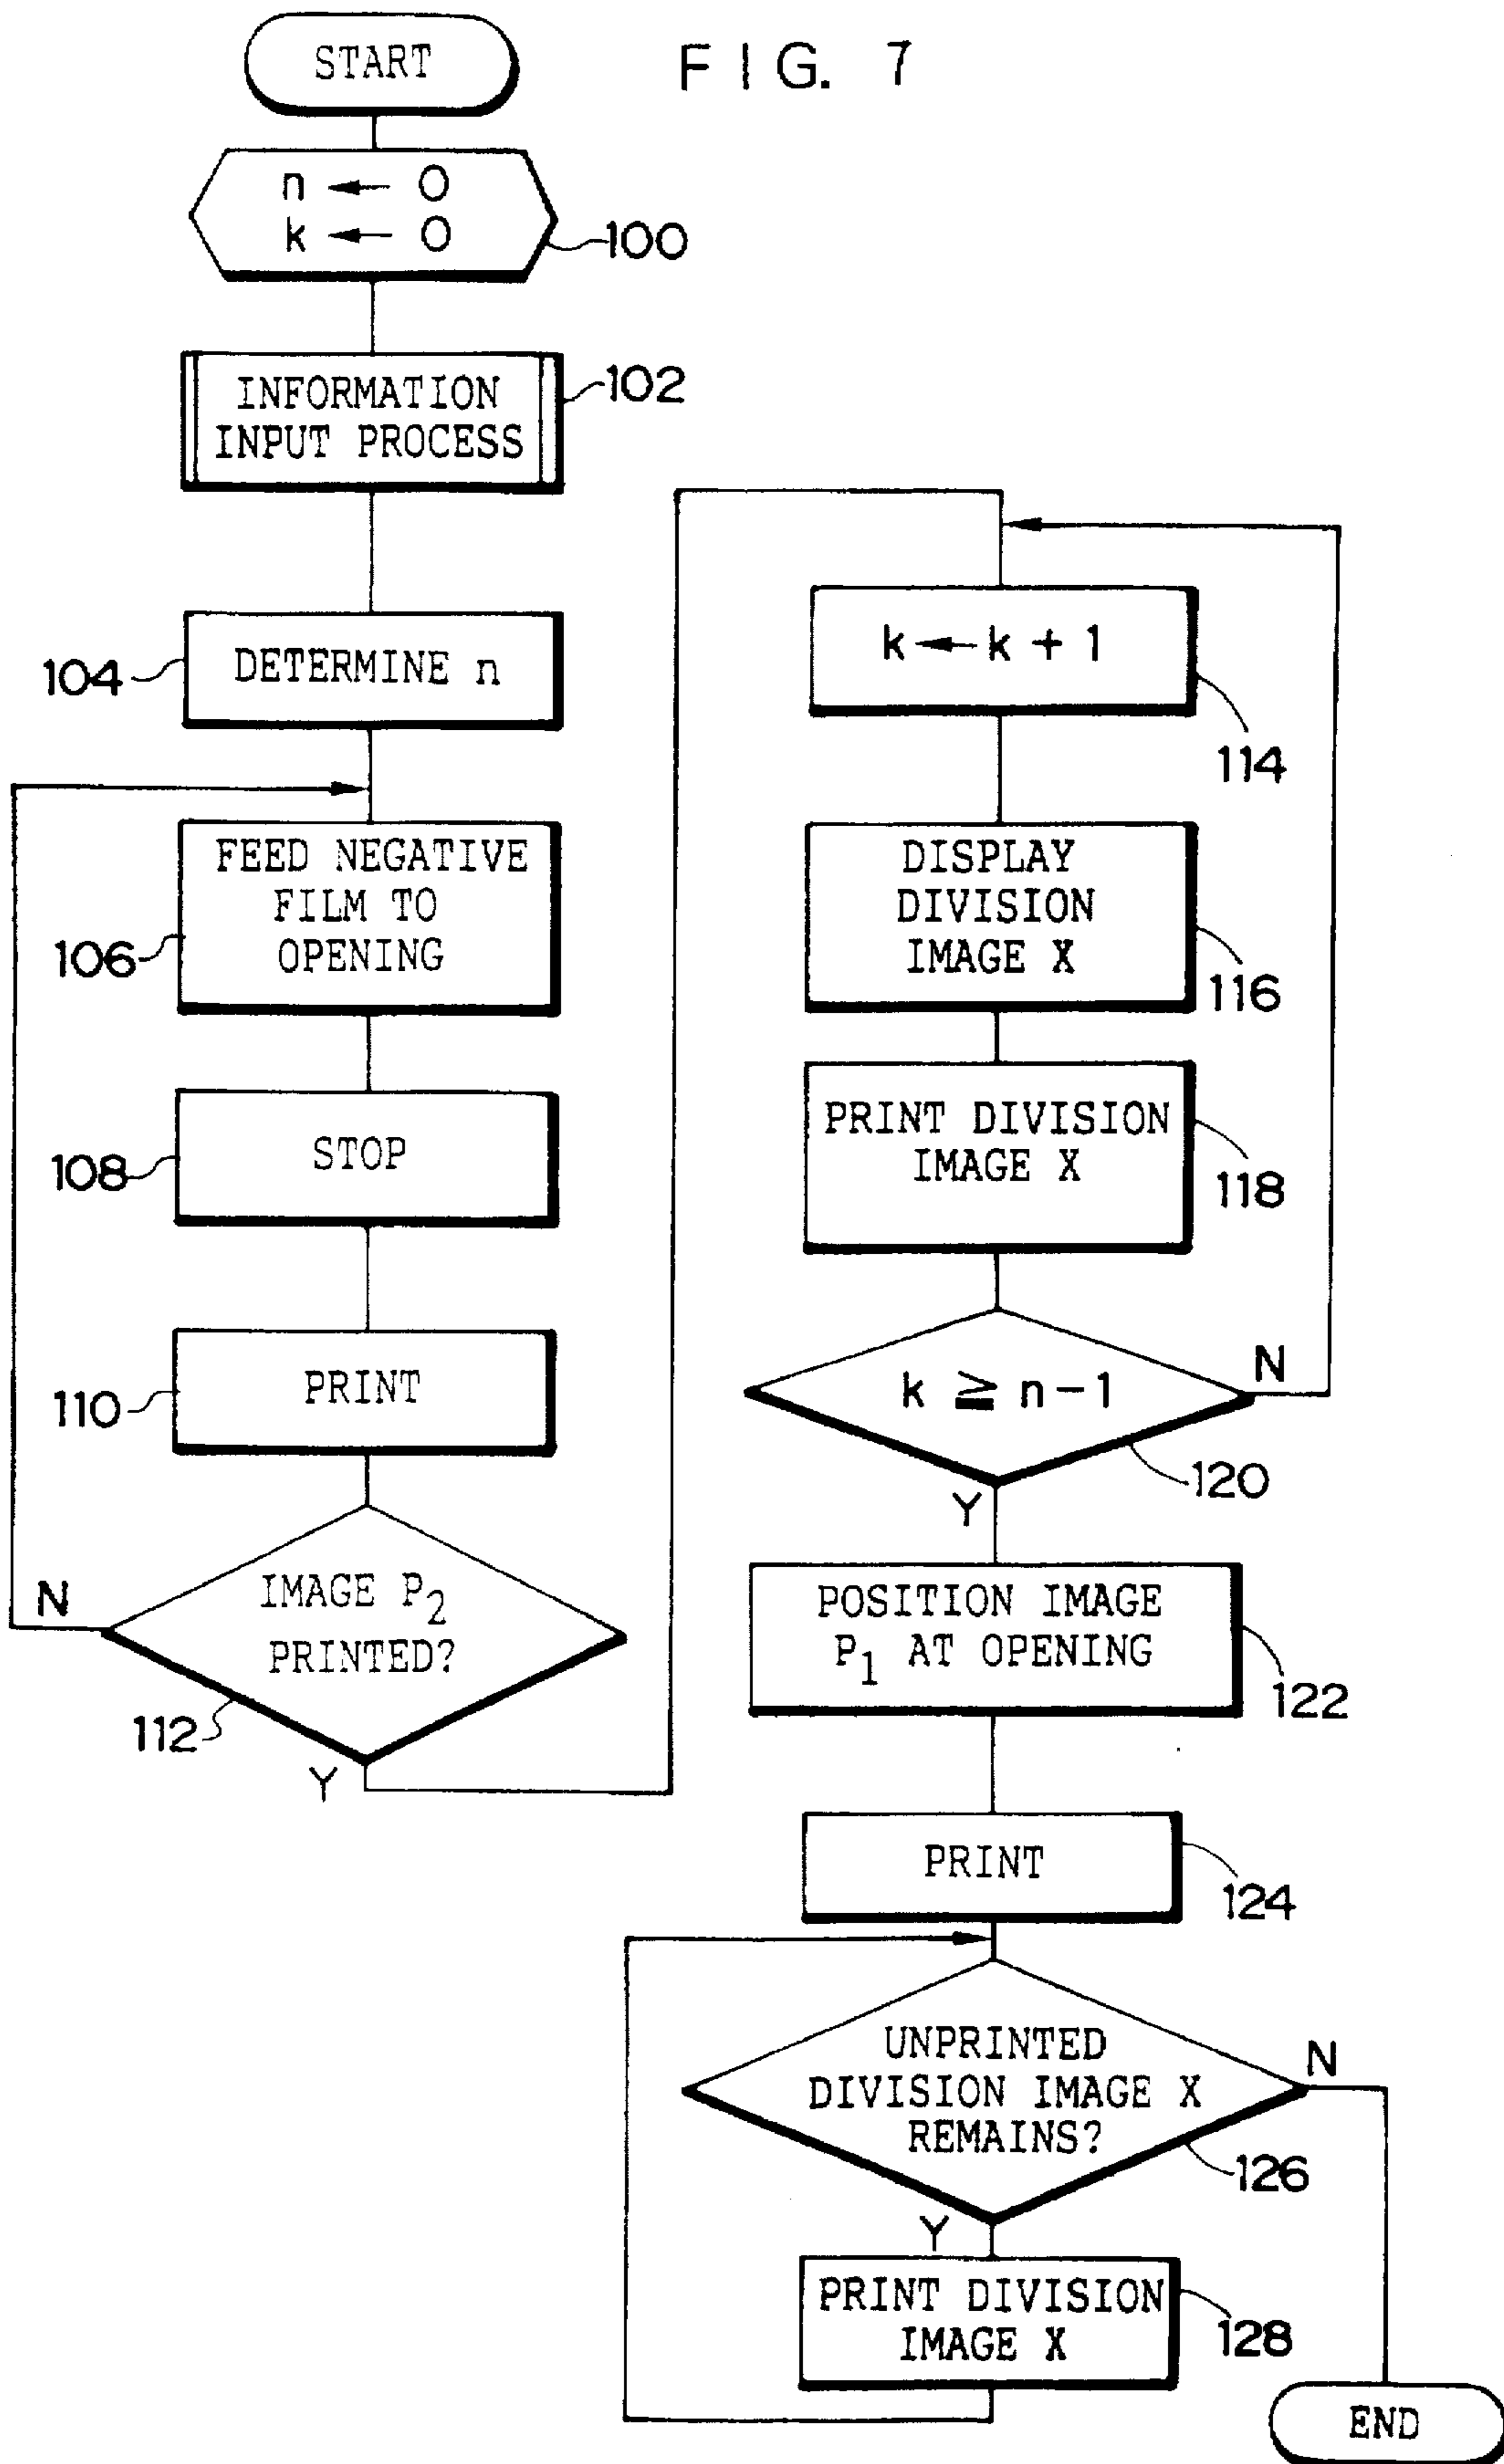 FIG. 7
START
n ← 0
k ← 0
100
INFORMATION
INPUT PROCESS
102
DETERMINE n
104
FEED NEGATIVE
FILM TO
OPENING
106
STOP
108
PRINT
110
IMAGE P2
PRINTED?
N
112
Y
k ← k + 1
114
DISPLAY
DIVISION
IMAGE X
116
PRINT DIVISION
IMAGE X
118
k ≧ n-1
N
120
Y
POSITION IMAGE
P1 AT OPENING
122
PRINT
124
UNPRINTED
DIVISION IMAGE X
REMAINS?
N
126
Y
PRINT DIVISION
IMAGE X
128
END